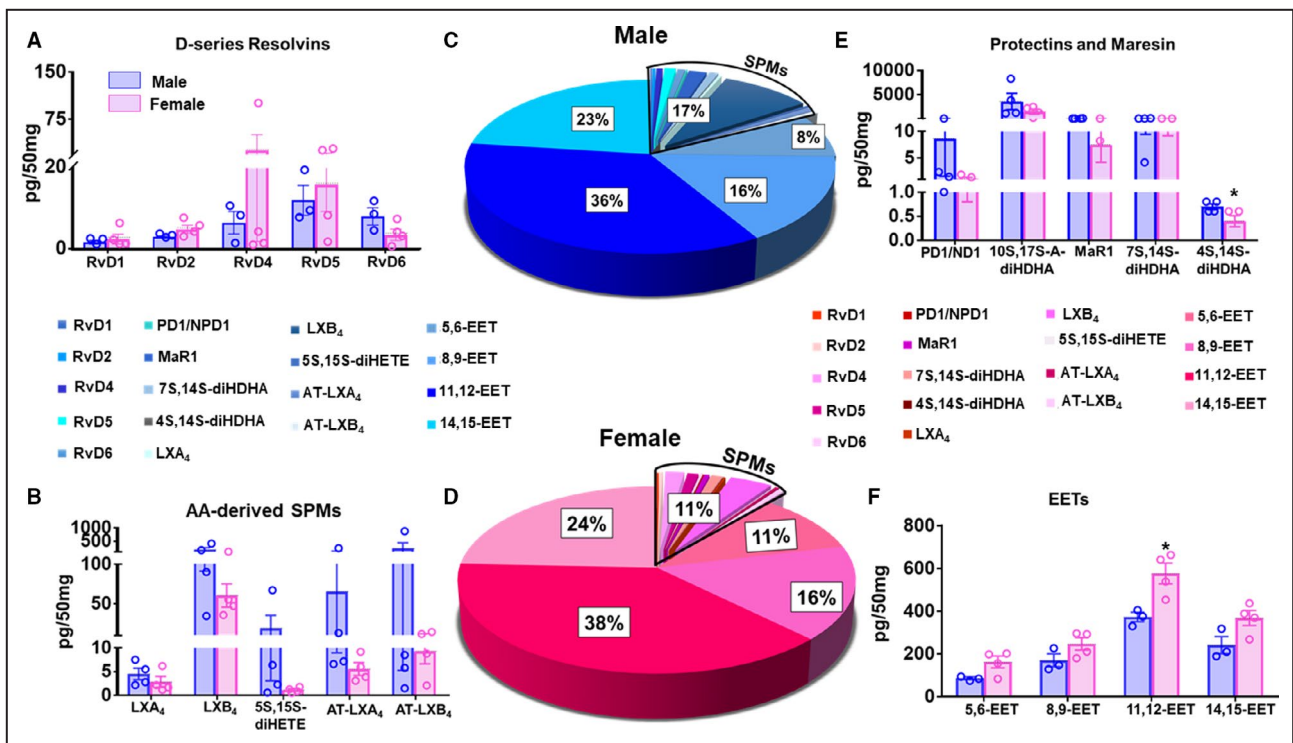 A
D-series Resolvins
150
75
20
0
pg/50mg
Male
Female
RvD1
RvD2
RvD4
RvD5
RvD6
C
Male
SPMs
17%
8%
16%
36%
23%
E
Protectins and Maresin
10000
5000
10
5
1.0
0.5
0.0
pg/50mg
*
PD1/ND1
10S,17S-A-
diHDHA
MaR1
7S,14S-
diHDHA
4S,14S-
diHDHA
RvD1
RvD2
RvD4
RvD5
RvD6
PD1/NPD1
MaR1
7S,14S-diHDHA
4S,14S-diHDHA
LXA₄
LXB₄
5S,15S-diHETE
AT-LXA₄
AT-LXB₄
5,6-EET
8,9-EET
11,12-EET
14,15-EET
RvD1
RvD2
RvD4
RvD5
RvD6
PD1/NPD1
MaR1
7S,14S-diHDHA
4S,14S-diHDHA
LXA₄
LXB₄
5S,15S-diHETE
AT-LXA₄
AT-LXB₄
5,6-EET
8,9-EET
11,12-EET
14,15-EET
B
AA-derived SPMs
1000
500
100
50
10
5
0
pg/50mg
LXA₄
LXB₄
5S,15S-
diHETE
AT-LXA₄
AT-LXB₄
D
Female
SPMs
11%
11%
16%
38%
24%
F
EETs
800
600
400
200
0
pg/50mg
*
5,6-EET
8,9-EET
11,12-EET
14,15-EET